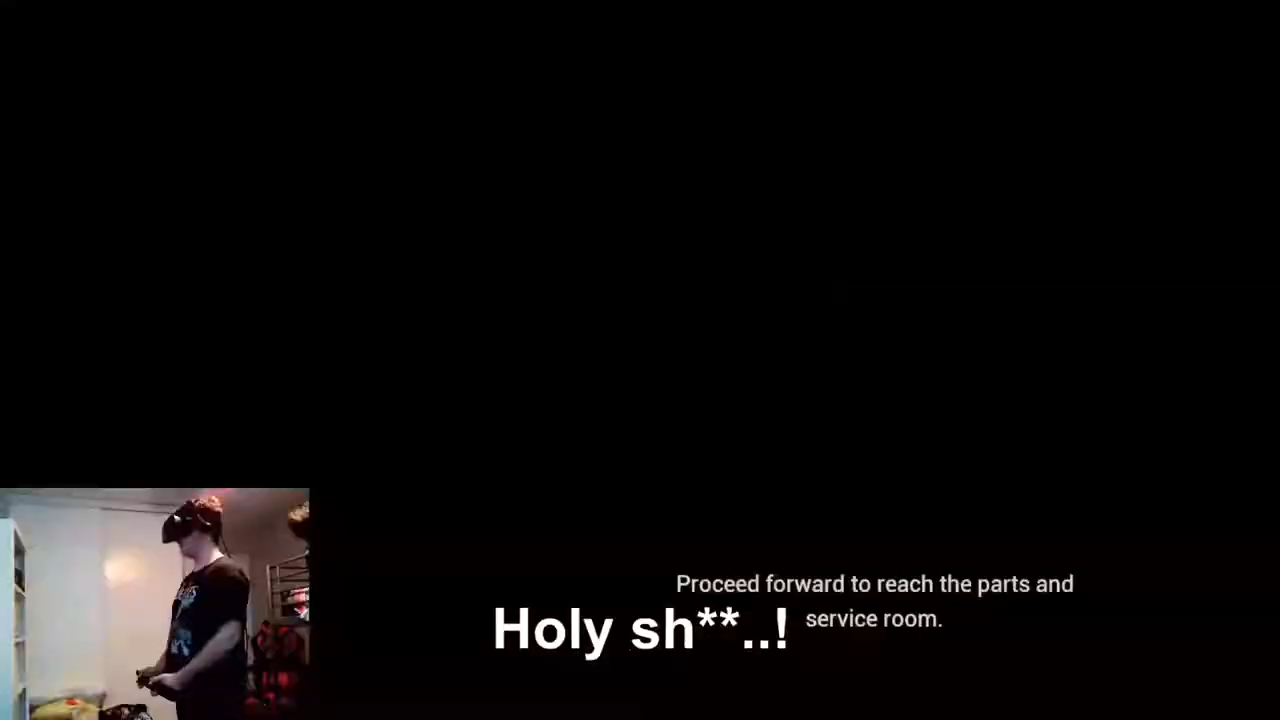 Proceed forward to reach the parts and
service room.
Holy sh**..!